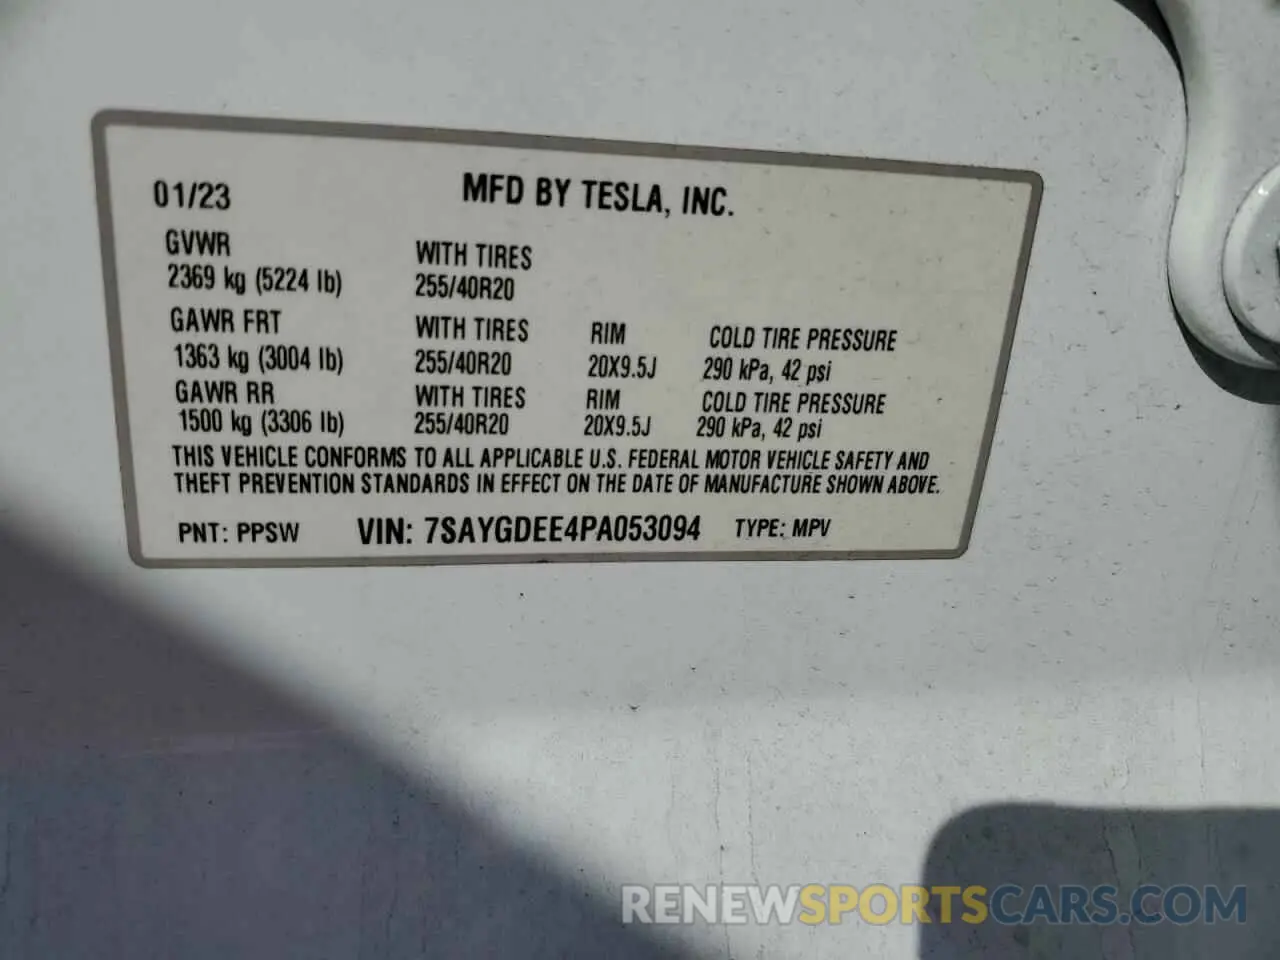 01/23 MFD BY TESLA, INC.
GVWR WITH TIRES
2369 kg (5224 lb) 255/40R20
GAWR FRT WITH TIRES RIM COLD TIRE PRESSURE
1363 kg (3004 lb) 255/40R20 20X9.5J 290 kPa, 42 psi
GAWR RR WITH TIRES RIM COLD TIRE PRESSURE
1500 kg (3306 lb) 255/40R20 20X9.5J 290 kPa, 42 psi
THIS VEHICLE CONFORMS TO ALL APPLICABLE U.S. FEDERAL MOTOR VEHICLE SAFETY AND
THEFT PREVENTION STANDARDS IN EFFECT ON THE DATE OF MANUFACTURE SHOWN ABOVE.
PNT: PPSW VIN: 7SAYGDEE4PA053094 TYPE: MPV
RENEWSPORTSCARS.COM